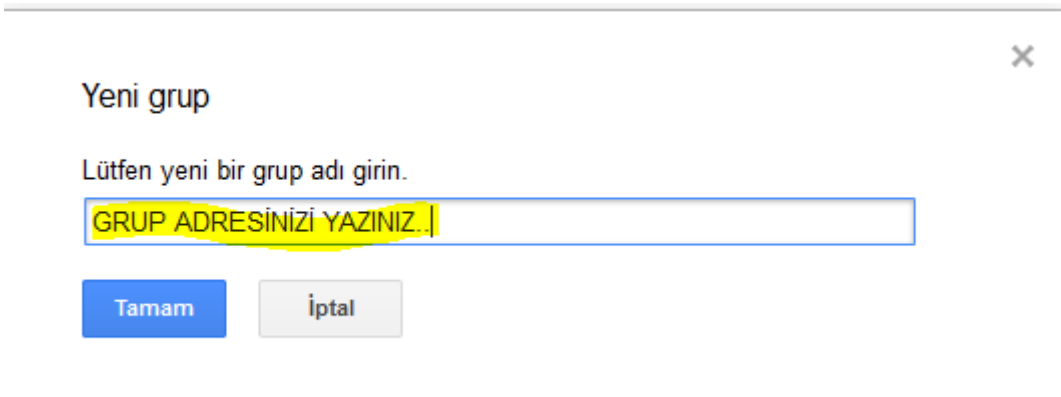 Yeni grup
Lütfen yeni bir grup adı girin.
GRUP ADRESİNİZİ YAZINIZ..
Tamam
İptal